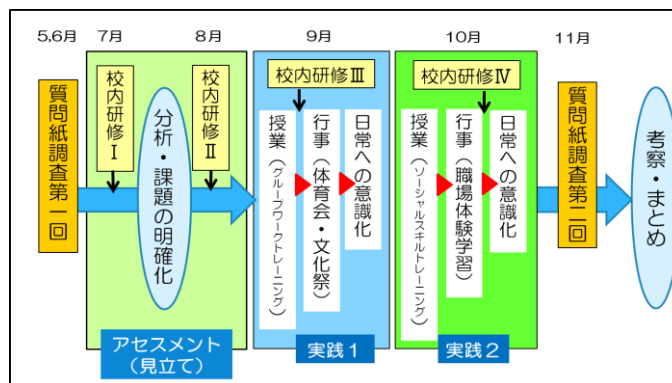 5,6月
7月
8月
9月
10月
11月
質問紙調査第一回
校内研修Ⅰ
分析・課題の明確化
校内研修Ⅱ
アセスメント
（見立て）
校内研修Ⅲ
授業（グループワークトレーニング）
行事（体育会・文化祭）
日常への意識化
実践１
校内研修Ⅳ
授業（ソーシャルスキルトレーニング）
行事（職場体験学習）
日常への意識化
実践２
質問紙調査第二回
考察・まとめ